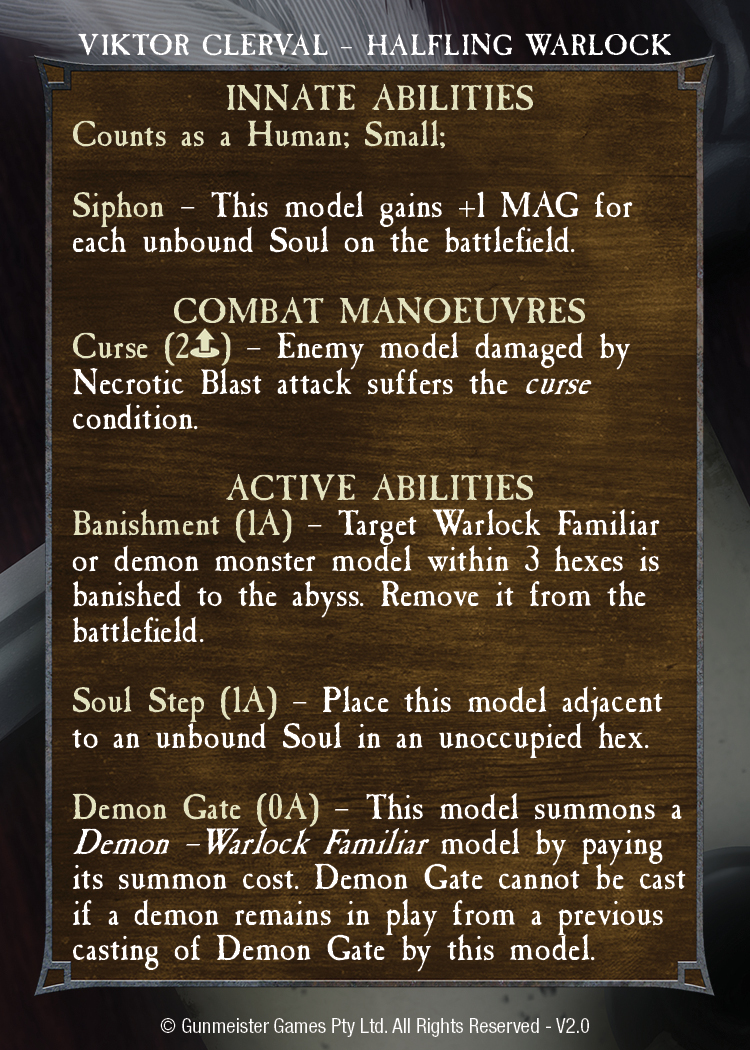 VIKTOR CLERVAL – HALFLING WARLOCK
INNATE ABILITIES
Counts as a Human; Small;
Siphon – This model gains +1 MAG for
each unbound Soul on the battlefield.
COMBAT MANOEUVRES
Curse (2) – Enemy model damaged by
Necrotic Blast attack suffers the curse
condition.
ACTIVE ABILITIES
Banishment (1A) – Target Warlock Familiar
or demon monster model within 3 hexes is
banished to the abyss. Remove it from the
battlefield.
Soul Step (1A) – Place this model adjacent
to an unbound Soul in an unoccupied hex.
Demon Gate (0A) – This model summons a
Demon –Warlock Familiar model by paying
its summon cost. Demon Gate cannot be cast
if a demon remains in play from a previous
casting of Demon Gate by this model.
© Gunmeister Games Pty Ltd. All Rights Reserved - V2.0